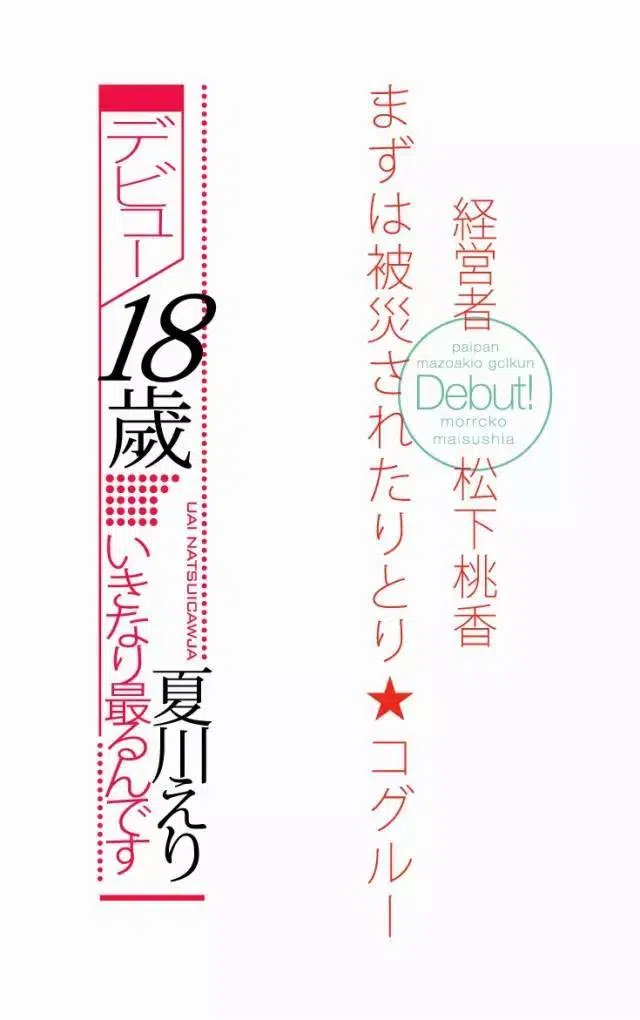 経営者 松下桃香
paipan
mazoakio gclkun
Debut!
morrcko
maisushia
まずは被災されたりとり★コグルー
デビュー
18歳
UAI NATSUICAWJA
夏川えり
いきなり最るんです